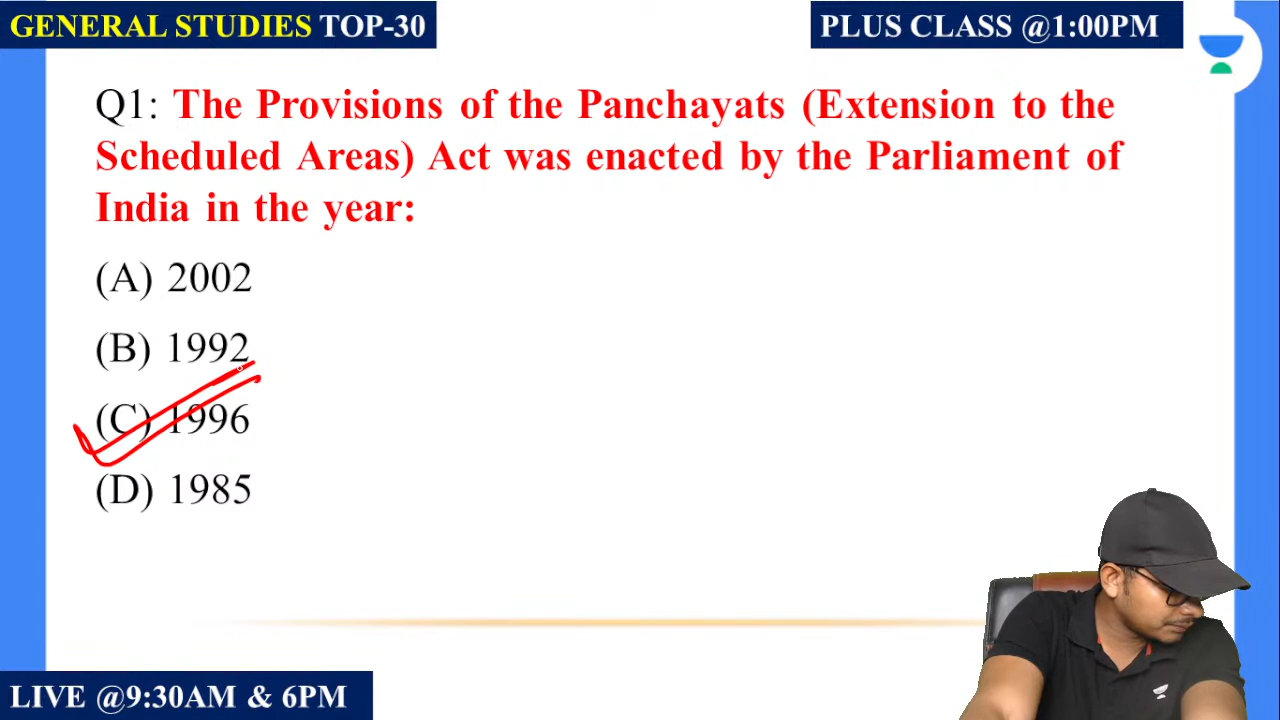 GENERAL STUDIES TOP-30
PLUS CLASS @1:00PM
Q1: The Provisions of the Panchayats (Extension to the
Scheduled Areas) Act was enacted by the Parliament of
India in the year:
(A) 2002
(B) 1992
(C) 1996
(D) 1985
LIVE @9:30AM & 6PM